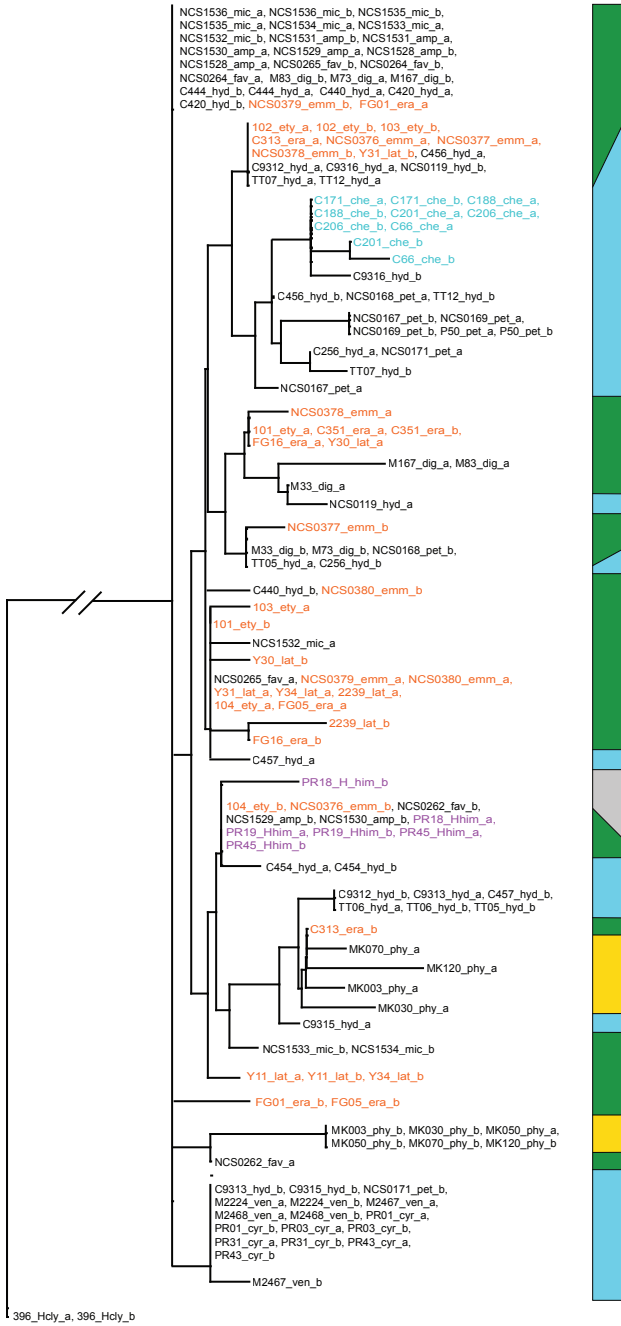 NCS1536_mic_a, NCS1536_mic_b, NCS1535_mic_b,
NCS1535_mic_a, NCS1534_mic_a, NCS1533_mic_a,
NCS1532_mic_b, NCS1531_amp_b, NCS1531_amp_a,
NCS1530_amp_a, NCS1529_amp_a, NCS1528_amp_b,
NCS1528_amp_a, NCS0265_fav_b, NCS0264_fav_b,
NCS0264_fav_a, M83_dig_b, M73_dig_a, M167_dig_b,
C444_hyd_b, C444_hyd_a, C440_hyd_a, C420_hyd_a,
C420_hyd_b, NCS0379_emm_b, FG01_era_a
102_ety_a, 102_ety_b, 103_ety_b,
C313_era_a, NCS0376_emm_a, NCS0377_emm_a,
NCS0378_emm_b, Y31_lat_b, C456_hyd_a,
C9312_hyd_a, C9316_hyd_a, NCS0119_hyd_b,
TT07_hyd_a, TT12_hyd_a
C171_che_a, C171_che_b, C188_che_a,
C188_che_b, C201_che_a, C206_che_a,
C206_che_b, C66_che_a
C201_che_b
C66_che_b
C9316_hyd_b
C456_hyd_b, NCS0168_pet_a, TT12_hyd_b
NCS0167_pet_b, NCS0169_pet_a,
NCS0169_pet_b, P50_pet_a, P50_pet_b
C256_hyd_a, NCS0171_pet_a
TT07_hyd_b
NCS0167_pet_a
NCS0378_emm_a
101_ety_a, C351_era_a, C351_era_b,
FG16_era_a, Y30_lat_a
M167_dig_a, M83_dig_a
M33_dig_a
NCS0119_hyd_a
NCS0377_emm_b
M33_dig_b, M73_dig_b, NCS0168_pet_b,
TT05_hyd_a, C256_hyd_b
C440_hyd_b, NCS0380_emm_b
103_ety_a
101_ety_b
NCS1532_mic_a
Y30_lat_b
NCS0265_fav_a, NCS0379_emm_a, NCS0380_emm_a,
Y31_lat_a, Y34_lat_a, 2239_lat_a,
104_ety_a, FG05_era_a
2239_lat_b
FG16_era_b
C457_hyd_a
PR18_H_him_b
104_ety_b, NCS0376_emm_b, NCS0262_fav_b,
NCS1529_amp_b, NCS1530_amp_b, PR18_Hhim_a,
PR19_Hhim_a, PR19_Hhim_b, PR45_Hhim_a,
PR45_Hhim_b
C454_hyd_a, C454_hyd_b
C9312_hyd_b, C9313_hyd_a, C457_hyd_b,
TT06_hyd_a, TT06_hyd_b, TT05_hyd_b
C313_era_b
MK070_phy_a
MK120_phy_a
MK003_phy_a
MK030_phy_a
C9315_hyd_a
NCS1533_mic_b, NCS1534_mic_b
Y11_lat_a, Y11_lat_b, Y34_lat_b
FG01_era_b, FG05_era_b
MK003_phy_b, MK030_phy_b, MK050_phy_a,
MK050_phy_b, MK070_phy_b, MK120_phy_b
NCS0262_fav_a
C9313_hyd_b, C9315_hyd_b, NCS0171_pet_b,
M2224_ven_a, M2224_ven_b, M2467_ven_a,
M2468_ven_a, M2468_ven_b, PR01_cyr_a,
PR01_cyr_b, PR03_cyr_a, PR03_cyr_b,
PR31_cyr_a, PR31_cyr_b, PR43_cyr_a,
PR43_cyr_b
M2467_ven_b
396_Hcly_a, 396_Hcly_b